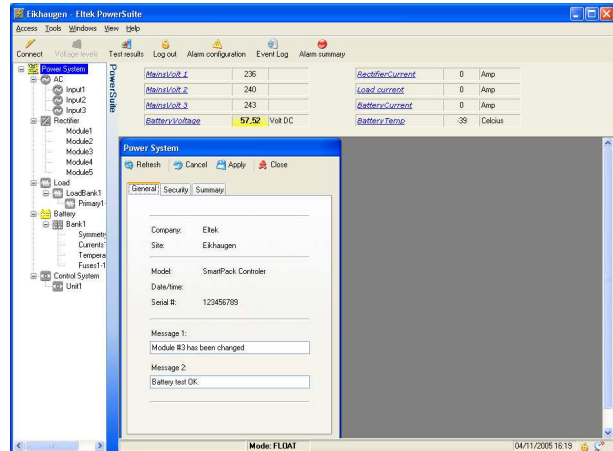 Eikhaugen - Eltek PowerSuite
Access Tools Windows View Help
Connect Voltage levels Test results Log out Alarm configuration Event Log Alarm summary
Power System
AC
Input1
Input2
Input3
Rectifier
Module1
Module2
Module3
Module4
Module5
Load
LoadBank1
Primary1
Battery
Bank1
Symmetry
Currents
Tempera
Fuses1-1
Control System
Unit1
PowerSuite
MainsVolt 1 236
MainsVolt 2 240
MainsVolt 3 243
BatteryVoltage 57,52 Volt DC
RectifierCurrent 0 Amp
Load current 0 Amp
BatteryCurrent 0 Amp
BatteryTemp -39 Celcius
Power System
Refresh Cancel Apply Close
General Security Summary
Company: Eltek
Site: Eikhaugen
Model: SmartPack Controler
Date/time:
Serial #: 123456789
Message 1:
Module #3 has been changed
Message 2:
Battery test OK.
Mode: FLOAT
04/11/2005 16:19